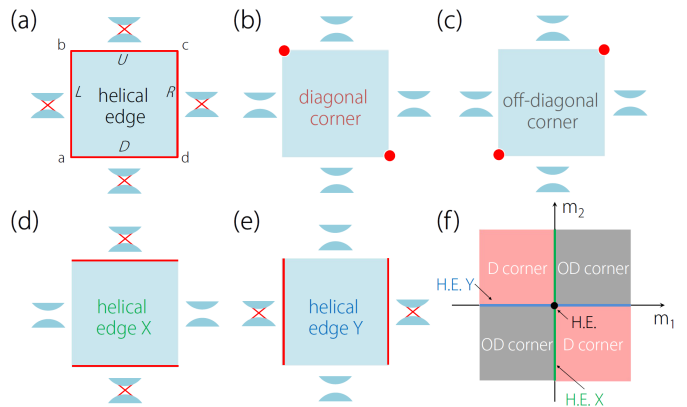 (a)
b
c
U
L
R
helical
edge
D
a
d
(b)
diagonal
corner
(c)
off-diagonal
corner
(d)
helical
edge X
(e)
helical
edge Y
(f)
m2
D corner
OD corner
H.E. Y
H.E.
m1
OD corner
D corner
H.E. X